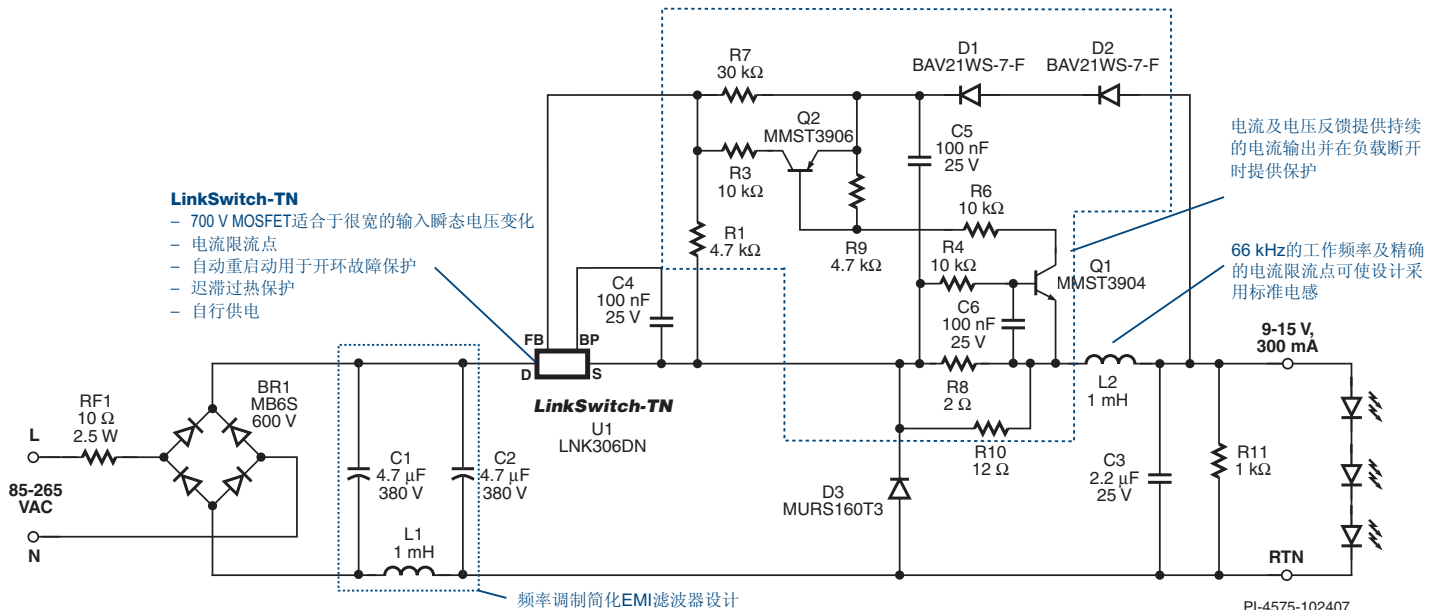 R7
30 kΩ
D1
BAV21WS-7-F
D2
BAV21WS-7-F
Q2
MMST3906
C5
100 nF
25 V
R3
10 kΩ
R6
10 kΩ
R1
4.7 kΩ
R9
4.7 kΩ
R4
10 kΩ
Q1
MMST3904
C6
100 nF
25 V
C4
100 nF
25 V
电流及电压反馈提供持续
的电流输出并在负载断开
时提供保护
66 kHz的工作频率及精确
的电流限流点可使设计采
用标准电感
LinkSwitch-TN
– 700 V MOSFET适合于很宽的输入瞬态电压变化
– 电流限流点
– 自动重启动用于开环故障保护
– 迟滞过热保护
– 自行供电
FB
BP
D
S
LinkSwitch-TN
U1
LNK306DN
R8
2 Ω
R10
12 Ω
L2
1 mH
9-15 V,
300 mA
BR1
MB6S
600 V
RF1
10 Ω
2.5 W
L
85-265
VAC
N
C1
4.7 μF
380 V
C2
4.7 μF
380 V
L1
1 mH
D3
MURS160T3
C3
2.2 μF
25 V
R11
1 kΩ
RTN
频率调制简化EMI滤波器设计
PI-4575-102407